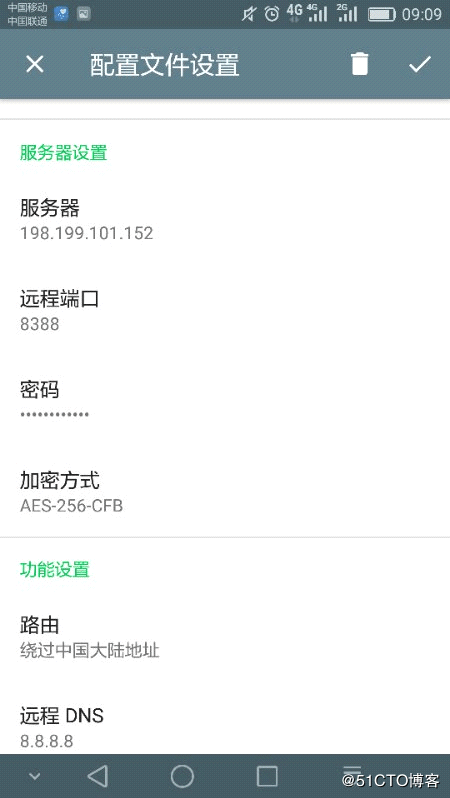 中国移动
中国联通
4G
4G
2G
09:09
配置文件设置
服务器设置
服务器
198.199.101.152
远程端口
8388
密码
••••••••••••
加密方式
AES-256-CFB
功能设置
路由
绕过中国大陆地址
远程 DNS
8.8.8.8
@51CTO博客